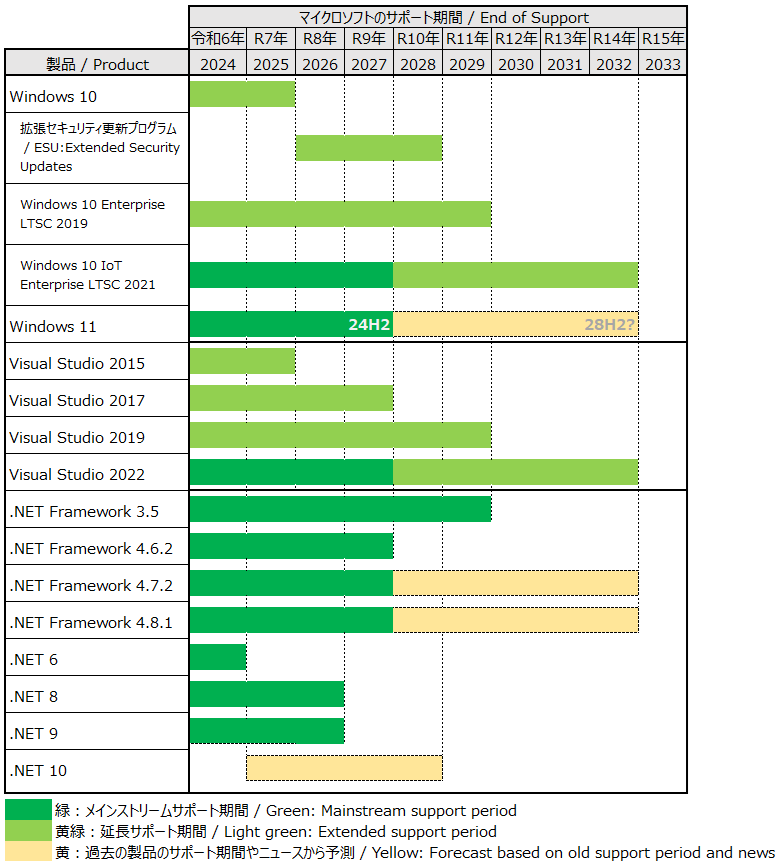 マイクロソフトのサポート期間 / End of Support
令和6年 R7年 R8年 R9年 R10年 R11年 R12年 R13年 R14年 R15年
製品 / Product 2024 2025 2026 2027 2028 2029 2030 2031 2032 2033
Windows 10
拡張セキュリティ更新プログラム
/ ESU:Extended Security
Updates
Windows 10 Enterprise
LTSC 2019
Windows 10 IoT
Enterprise LTSC 2021
Windows 11 24H2 28H2?
Visual Studio 2015
Visual Studio 2017
Visual Studio 2019
Visual Studio 2022
.NET Framework 3.5
.NET Framework 4.6.2
.NET Framework 4.7.2
.NET Framework 4.8.1
.NET 6
.NET 8
.NET 9
.NET 10
緑：メインストリームサポート期間 / Green: Mainstream support period
黄緑：延長サポート期間 / Light green: Extended support period
黄：過去の製品のサポート期間やニュースから予測 / Yellow: Forecast based on old support period and news